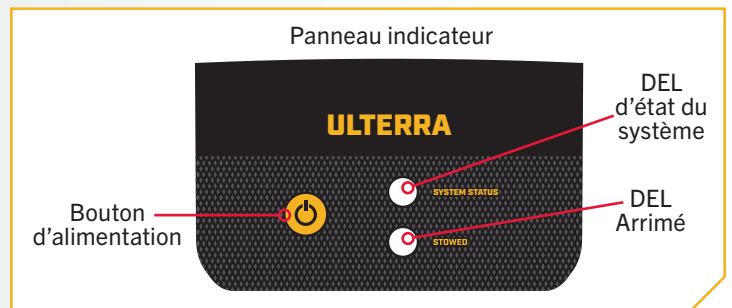 Panneau indicateur
DEL
d'état du
système
ULTERRA
SYSTEM STATUS
Bouton
d'alimentation
DEL
Arrimé
STOWED